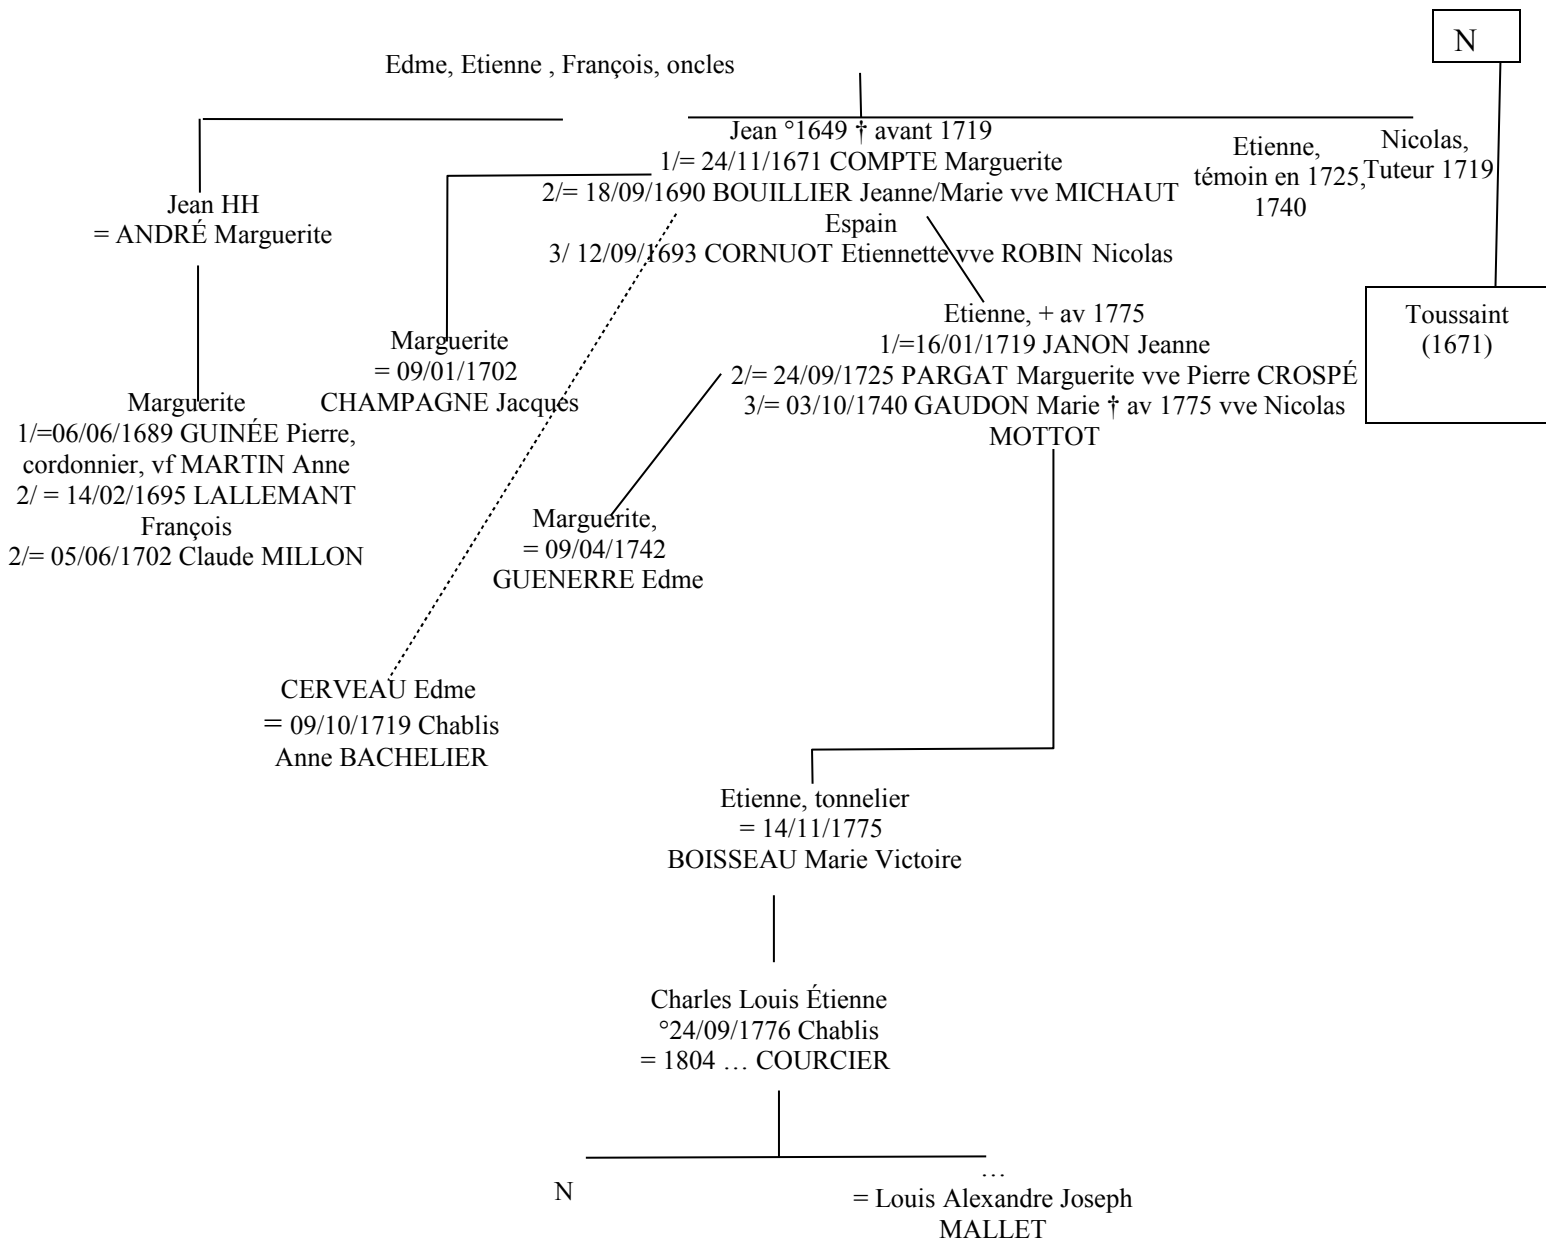 N
Edme, Etienne , François, oncles
Jean °1649 † avant 1719
1/= 24/11/1671 COMPTE Marguerite
2/= 18/09/1690 BOUILLIER Jeanne/Marie vve MICHAUT
Espain
3/ 12/09/1693 CORNUOT Etiennette vve ROBIN Nicolas
Etienne,
témoin en 1725,
1740
Nicolas,
Tuteur 1719
Jean HH
= ANDRÉ Marguerite
Toussaint
(1671)
Marguerite
= 09/01/1702
CHAMPAGNE Jacques
Etienne, + av 1775
1/=16/01/1719 JANON Jeanne
2/= 24/09/1725 PARGAT Marguerite vve Pierre CROSPÉ
3/= 03/10/1740 GAUDON Marie † av 1775 vve Nicolas
MOTTOT
Marguerite
1/=06/06/1689 GUINÉE Pierre,
cordonnier, vf MARTIN Anne
2/ = 14/02/1695 LALLEMANT
François
2/= 05/06/1702 Claude MILLON
Marguerite,
= 09/04/1742
GUENERRE Edme
CERVEAU Edme
= 09/10/1719 Chablis
Anne BACHELIER
Etienne, tonnelier
= 14/11/1775
BOISSEAU Marie Victoire
Charles Louis Étienne
°24/09/1776 Chablis
= 1804 … COURCIER
N
…
= Louis Alexandre Joseph
MALLET